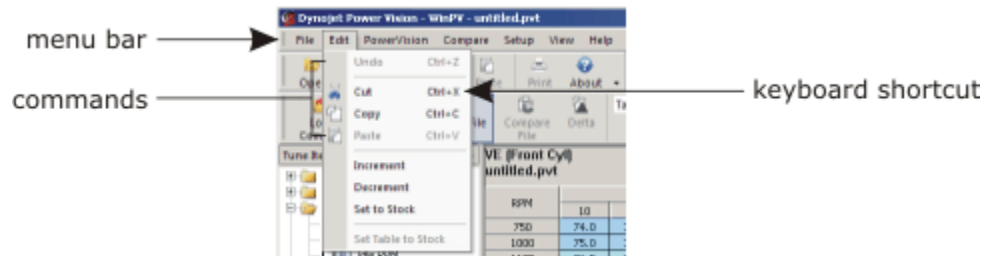 Dynojet Power Vision - WinPV - untitled.pvt
menu bar
File Edit PowerVision Compare Setup View Help
Undo Ctrl+Z
Print About
commands
Cut Ctrl+X
keyboard shortcut
Copy Ctrl+C
Compare File Delta
Paste Ctrl+V
VE (Front Cyl)
untitled.pvt
Increment
Decrement
Set to Stock
Set Table to Stock
RPM
10
750 74.0
1000 75.0